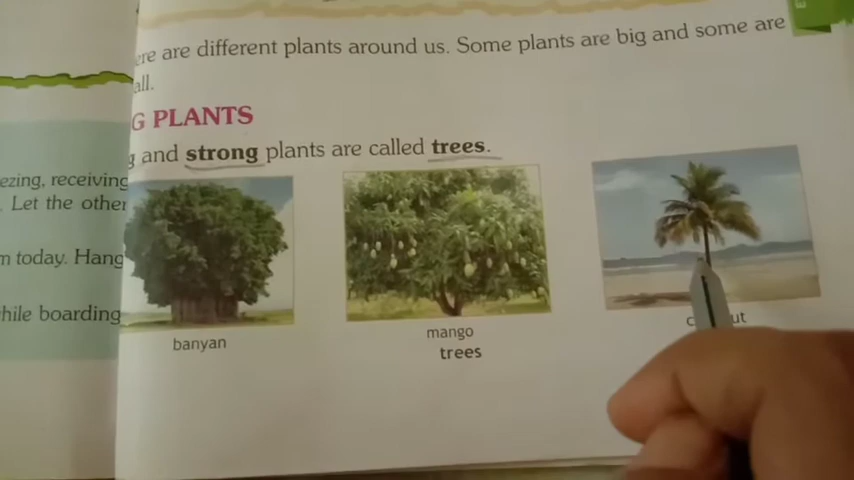 ezing, receiving
. Let the other
m today. Hang
hile boarding
ere are different plants around us. Some plants are big and some are
all.
G PLANTS
g and strong plants are called trees.
banyan
mango
trees